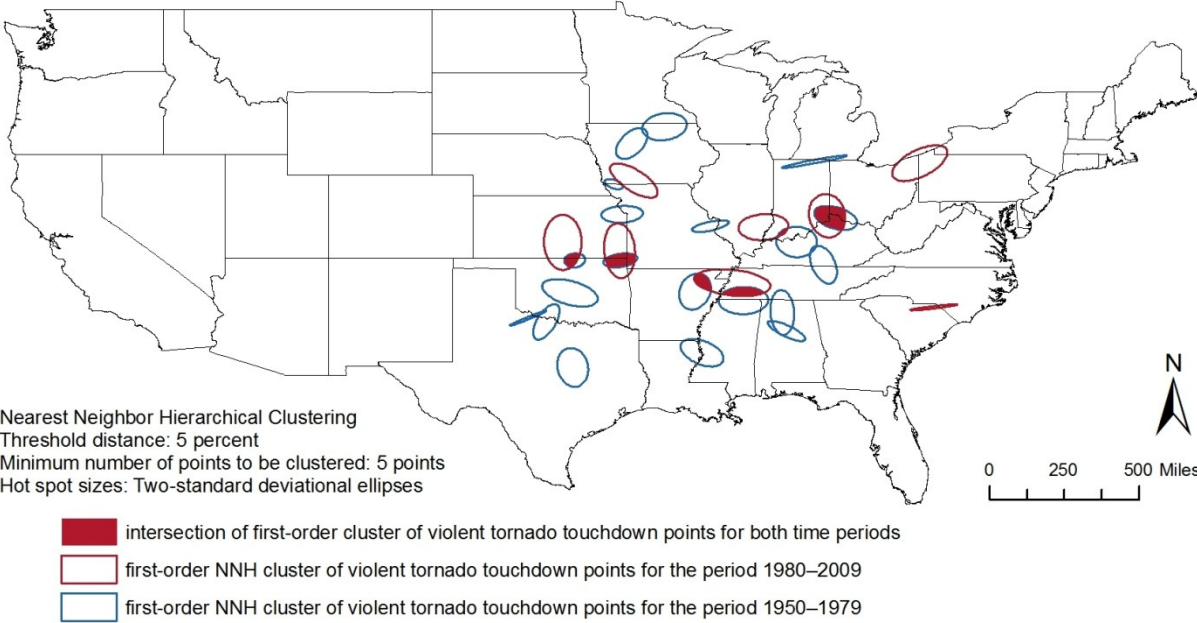 N
0 250 500 Miles
Nearest Neighbor Hierarchical Clustering
Threshold distance: 5 percent
Minimum number of points to be clustered: 5 points
Hot spot sizes: Two-standard deviational ellipses
intersection of first-order cluster of violent tornado touchdown points for both time periods
first-order NNH cluster of violent tornado touchdown points for the period 1980–2009
first-order NNH cluster of violent tornado touchdown points for the period 1950–1979